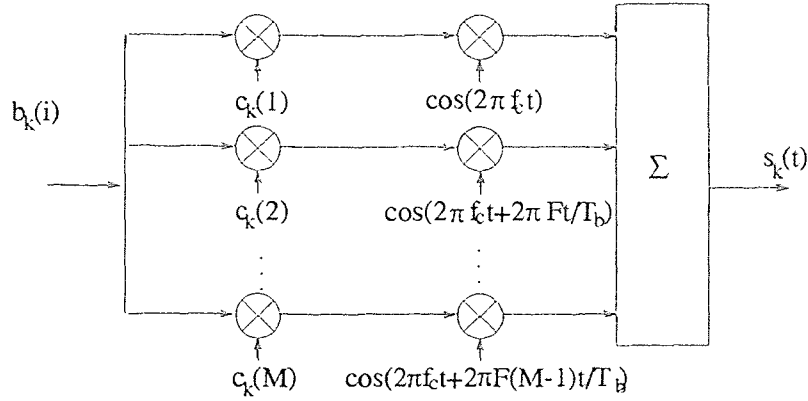 b_k(i)
c_k(1)
cos(2π f_c t)
c_k(2)
cos(2π f_c t+2π Ft/T_b)
Σ
s_k(t)
c_k(M)
cos(2πf_c t+2πF(M-1)t/T_b)